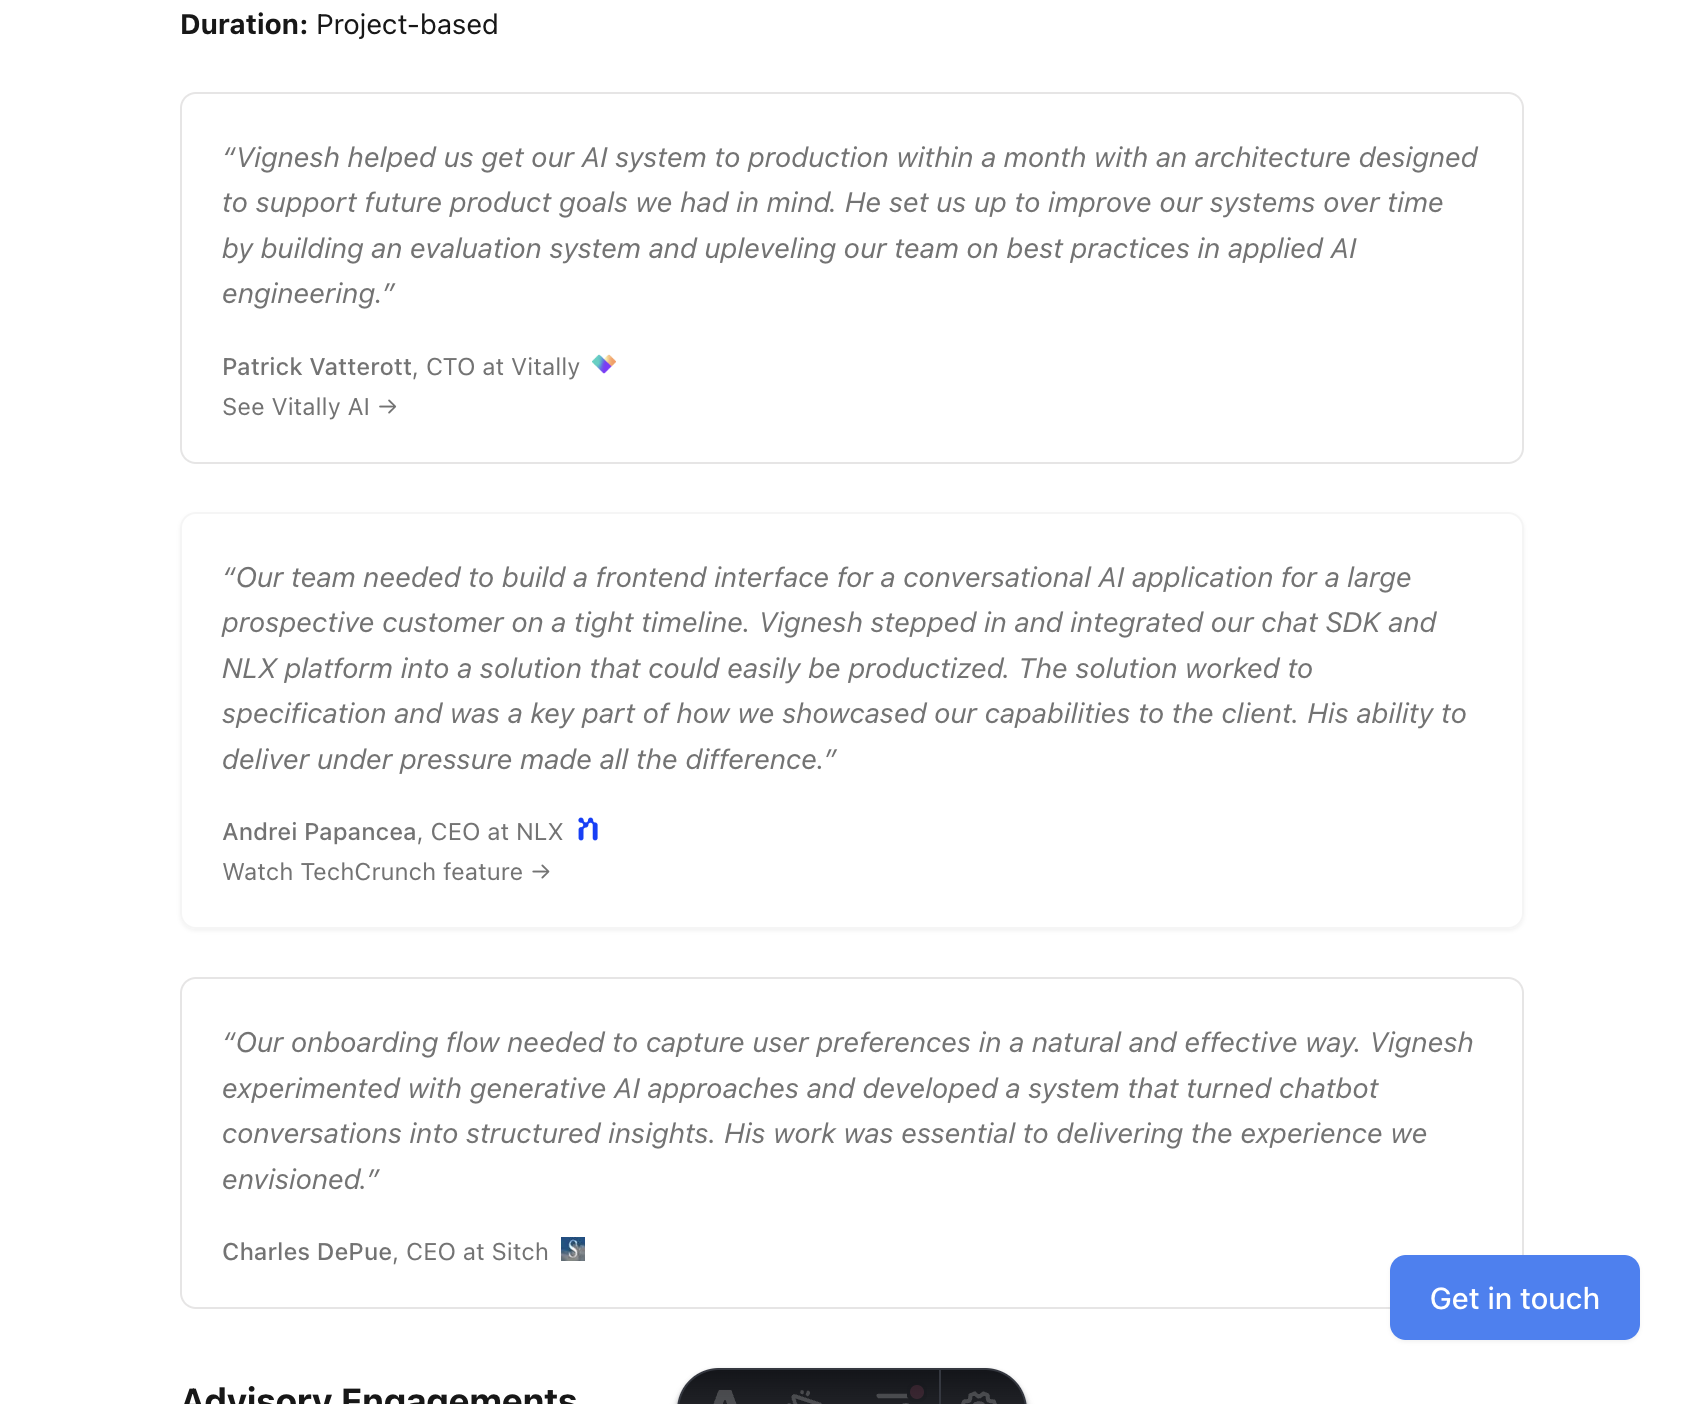 Duration: Project-based
“Vignesh helped us get our AI system to production within a month with an architecture designed
to support future product goals we had in mind. He set us up to improve our systems over time
by building an evaluation system and upleveling our team on best practices in applied AI
engineering.”
Patrick Vatterott, CTO at Vitally
See Vitally AI →
“Our team needed to build a frontend interface for a conversational AI application for a large
prospective customer on a tight timeline. Vignesh stepped in and integrated our chat SDK and
NLX platform into a solution that could easily be productized. The solution worked to
specification and was a key part of how we showcased our capabilities to the client. His ability to
deliver under pressure made all the difference.”
Andrei Papancea, CEO at NLX
Watch TechCrunch feature →
“Our onboarding flow needed to capture user preferences in a natural and effective way. Vignesh
experimented with generative AI approaches and developed a system that turned chatbot
conversations into structured insights. His work was essential to delivering the experience we
envisioned.”
Charles DePue, CEO at Sitch
S
Get in touch
Advisory Engagements